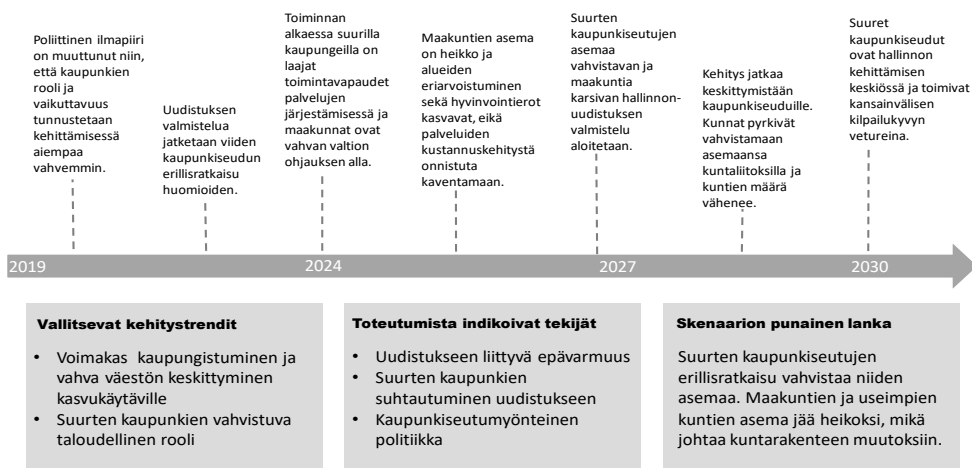 Poliittinen ilmapiiri
on muuttunut niin,
että kaupunkien
rooli ja
vaikuttavuus
tunnustetaan
kehittämisessä
aiempaa
vahvemmin.
Uudistuksen
valmistelua
jatketaan viiden
kaupunkiseudun
erillisratkaisu
huomioiden.
Toiminnan
alkaessa suurilla
kaupungeilla on
laajat
toimintavapaudet
palvelujen
järjestämisessä ja
maakunnat ovat
vahvan valtion
ohjauksen alla.
Maakuntien asema
on heikko ja
alueiden
eriarvoistuminen
sekä hyvinvointierot
kasvavat, eikä
palveluiden
kustannuskehitystä
onnistuta
kaventamaan.
Suurten
kaupunkiseutujen
asemaa
vahvistavan ja
maakuntia
karsivan hallinnon-
uudistuksen
valmistelu
aloitetaan.
Kehitys jatkaa
keskittymistään
kaupunkiseuduille.
Kunnat pyrkivät
vahvistamaan
asemaansa
kuntaliitoksilla ja
kuntien määrä
vähenee.
Suuret
kaupunkiseudut
ovat hallinnon
kehittämisen
keskiössä ja toimivat
kansainvälisen
kilpailukyvyn
vetureina.
2019 2024 2027 2030
Vallitsevat kehitystrendit
• Voimakas kaupungistuminen ja
vahva väestön keskittyminen
kasvukäytäville
• Suurten kaupunkien vahvistuva
taloudellinen rooli
Toteutumista indikoivat tekijät
• Uudistukseen liittyvä epävarmuus
• Suurten kaupunkien
suhtautuminen uudistukseen
• Kaupunkiseutumyönteinen
politiikka
Skenaarion punainen lanka
Suurten kaupunkiseutujen
erillisratkaisu vahvistaa niiden
asemaa. Maakuntien ja useimpien
kuntien asema jää heikoksi, mikä
johtaa kuntarakenteen muutoksiin.